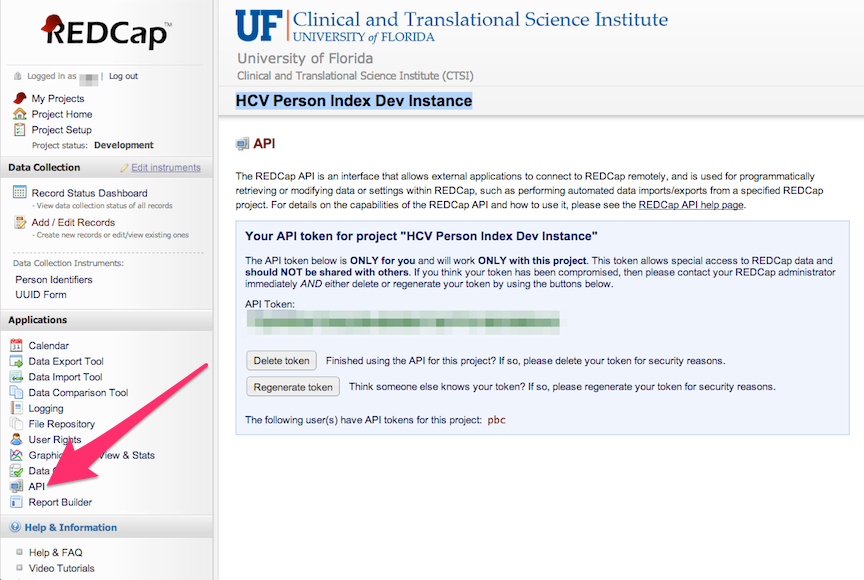 REDCap™
Logged in as | Log out
My Projects
Project Home
Project Setup
Project status: Development
Data Collection Edit instruments
Record Status Dashboard
- View data collection status of all records
Add / Edit Records
- Create new records or edit/view existing ones
Data Collection Instruments:
Person Identifiers
UUID Form
Applications
Calendar
Data Export Tool
Data Import Tool
Data Comparison Tool
Logging
File Repository
User Rights
View & Stats
Data
API
Report Builder
Help & Information
Help & FAQ
Video Tutorials
UF Clinical and Translational Science Institute
UNIVERSITY of FLORIDA
University of Florida
Clinical and Translational Science Institute (CTSI)
HCV Person Index Dev Instance
API
The REDCap API is an interface that allows external applications to connect to REDCap remotely, and is used for programmatically
retrieving or modifying data or settings within REDCap, such as performing automated data imports/exports from a specified REDCap
project. For details on the capabilities of the REDCap API and how to use it, please see the REDCap API help page.
Your API token for project "HCV Person Index Dev Instance"
The API token below is ONLY for you and will work ONLY with this project. This token allows special access to REDCap data and
should NOT be shared with others. If you think your token has been compromised, then please contact your REDCap administrator
immediately AND either delete or regenerate your token by using the buttons below.
API Token:
Delete token Finished using the API for this project? If so, please delete your token for security reasons.
Regenerate token Think someone else knows your token? If so, please regenerate your token for security reasons.
The following user(s) have API tokens for this project: pbc